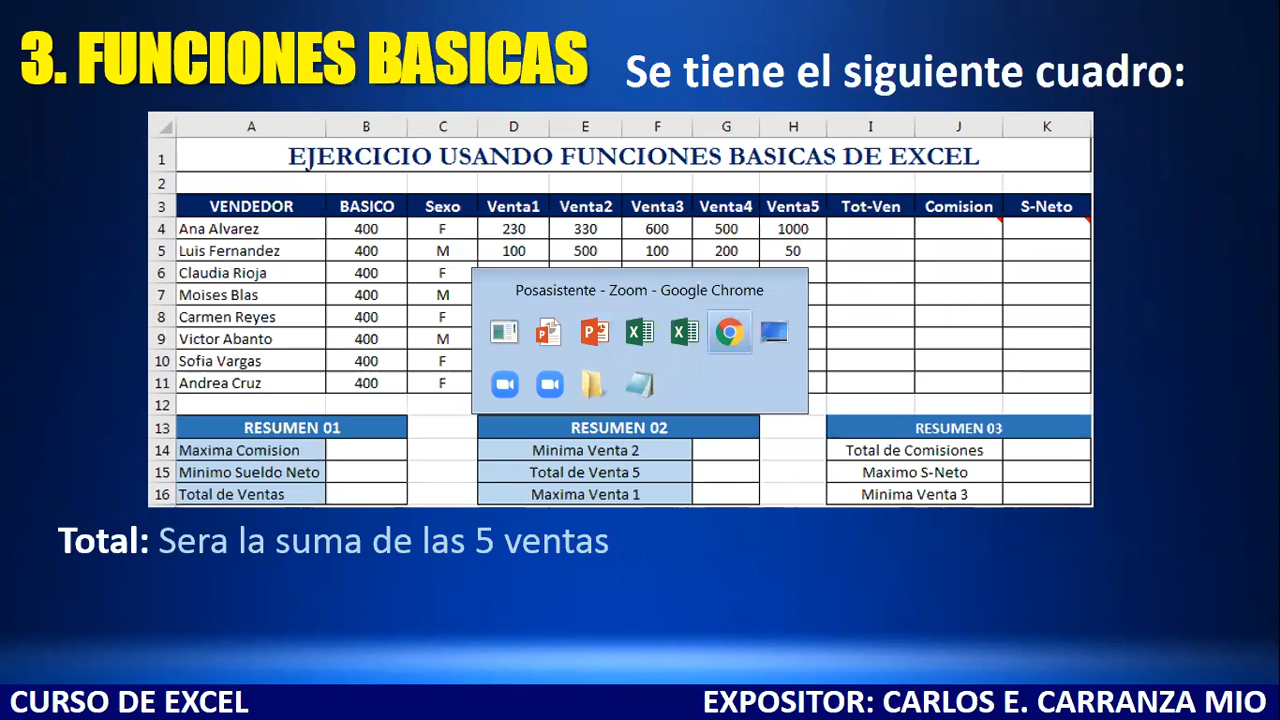 3. FUNCIONES BASICAS
Se tiene el siguiente cuadro:
A B C D E F G H I J K
1 EJERCICIO USANDO FUNCIONES BASICAS DE EXCEL
2
3 VENDEDOR BASICO Sexo Venta1 Venta2 Venta3 Venta4 Venta5 Tot-Ven Comision S-Neto
4 Ana Alvarez 400 F 230 330 600 500 1000
5 Luis Fernandez 400 M 100 500 100 200 50
6 Claudia Rioja 400 F
7 Moises Blas 400 M
8 Carmen Reyes 400 F
9 Victor Abanto 400 M
10 Sofia Vargas 400 F
11 Andrea Cruz 400 F
Posasistente - Zoom - Google Chrome
12
13 RESUMEN 01 RESUMEN 02 RESUMEN 03
14 Maxima Comision Minima Venta 2 Total de Comisiones
15 Minimo Sueldo Neto Total de Venta 5 Maximo S-Neto
16 Total de Ventas Maxima Venta 1 Minima Venta 3
Total: Sera la suma de las 5 ventas
CURSO DE EXCEL
EXPOSITOR: CARLOS E. CARRANZA MIO